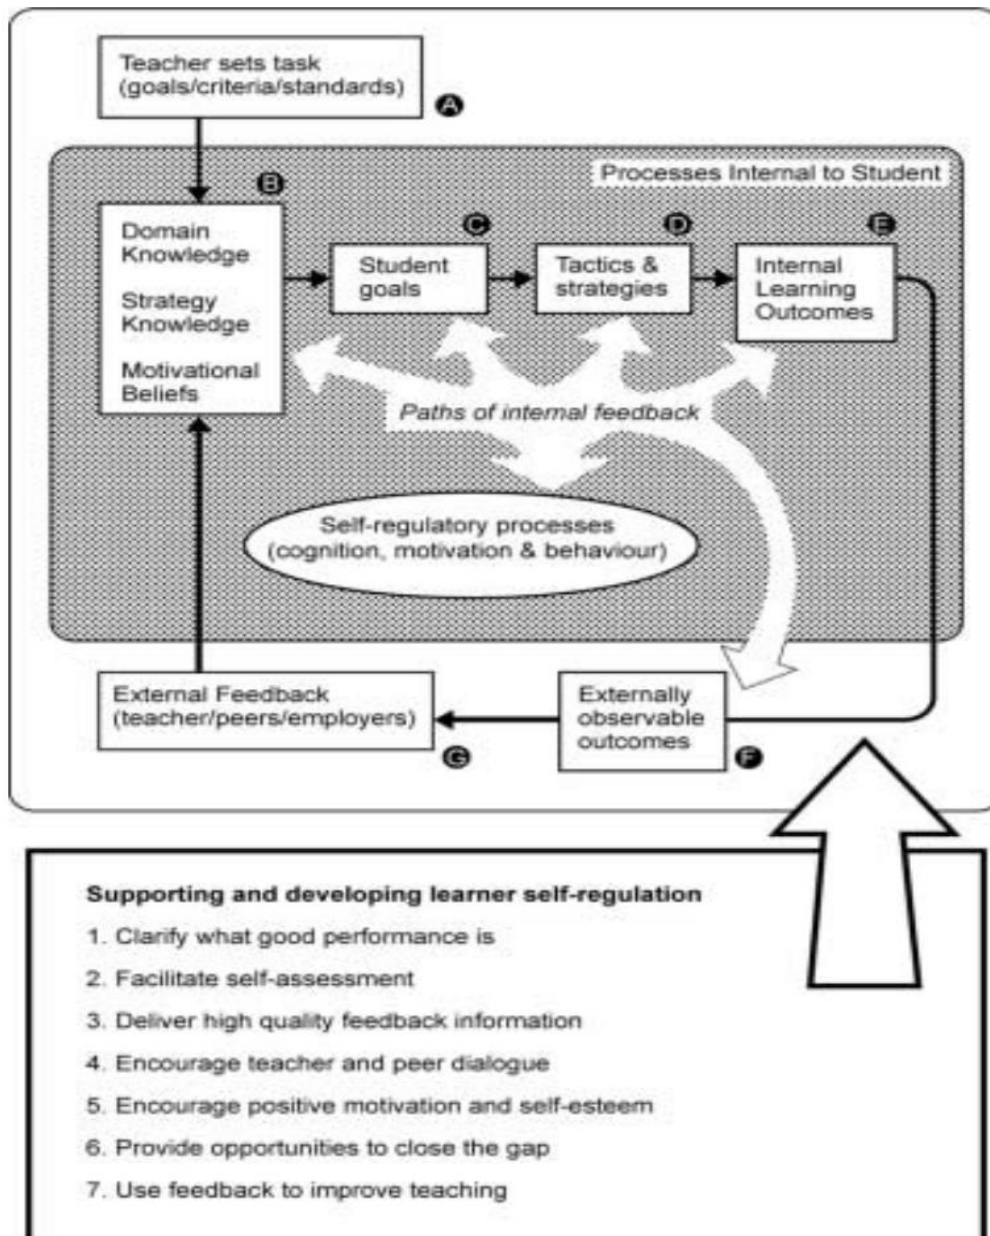 Teacher sets task
(goals/criteria/standards)
A
Processes Internal to Student
B
Domain
Knowledge
Strategy
Knowledge
Motivational
Beliefs
C
Student
goals
D
Tactics &
strategies
E
Internal
Learning
Outcomes
Paths of internal feedback
Self-regulatory processes
(cognition, motivation & behaviour)
External Feedback
(teacher/peers/employers)
G
Externally
observable
outcomes
F
Supporting and developing learner self-regulation
1. Clarify what good performance is
2. Facilitate self-assessment
3. Deliver high quality feedback information
4. Encourage teacher and peer dialogue
5. Encourage positive motivation and self-esteem
6. Provide opportunities to close the gap
7. Use feedback to improve teaching